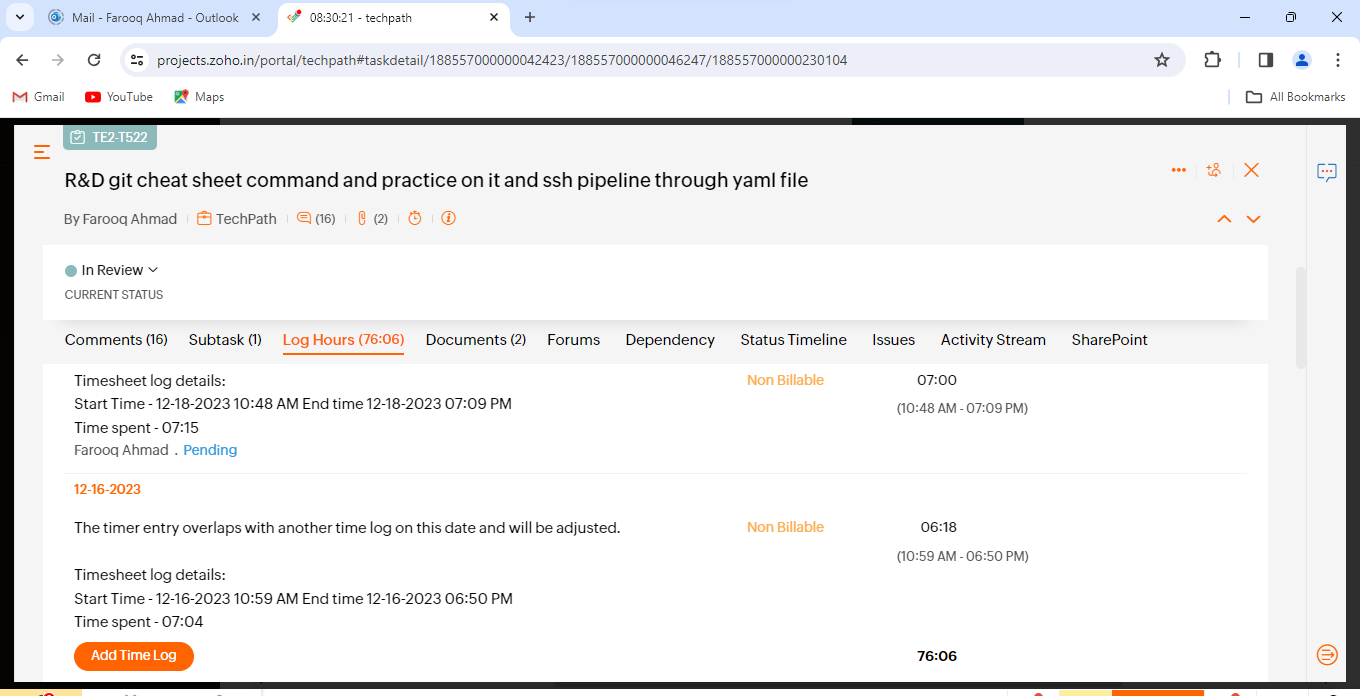 Mail - Farooq Ahmad - Outlook
08:30:21 - techpath
projects.zoho.in/portal/techpath#taskdetail/188557000000042423/188557000000046247/188557000000230104
Gmail
YouTube
Maps
All Bookmarks
TE2-T522
R&D git cheat sheet command and practice on it and ssh pipeline through yaml file
By Farooq Ahmad
TechPath
(16)
(2)
In Review
CURRENT STATUS
Comments (16)
Subtask (1)
Log Hours (76:06)
Documents (2)
Forums
Dependency
Status Timeline
Issues
Activity Stream
SharePoint
Timesheet log details:
Non Billable
07:00
Start Time - 12-18-2023 10:48 AM End time 12-18-2023 07:09 PM
(10:48 AM - 07:09 PM)
Time spent - 07:15
Farooq Ahmad . Pending
12-16-2023
The timer entry overlaps with another time log on this date and will be adjusted.
Non Billable
06:18
(10:59 AM - 06:50 PM)
Timesheet log details:
Start Time - 12-16-2023 10:59 AM End time 12-16-2023 06:50 PM
Time spent - 07:04
Add Time Log
76:06